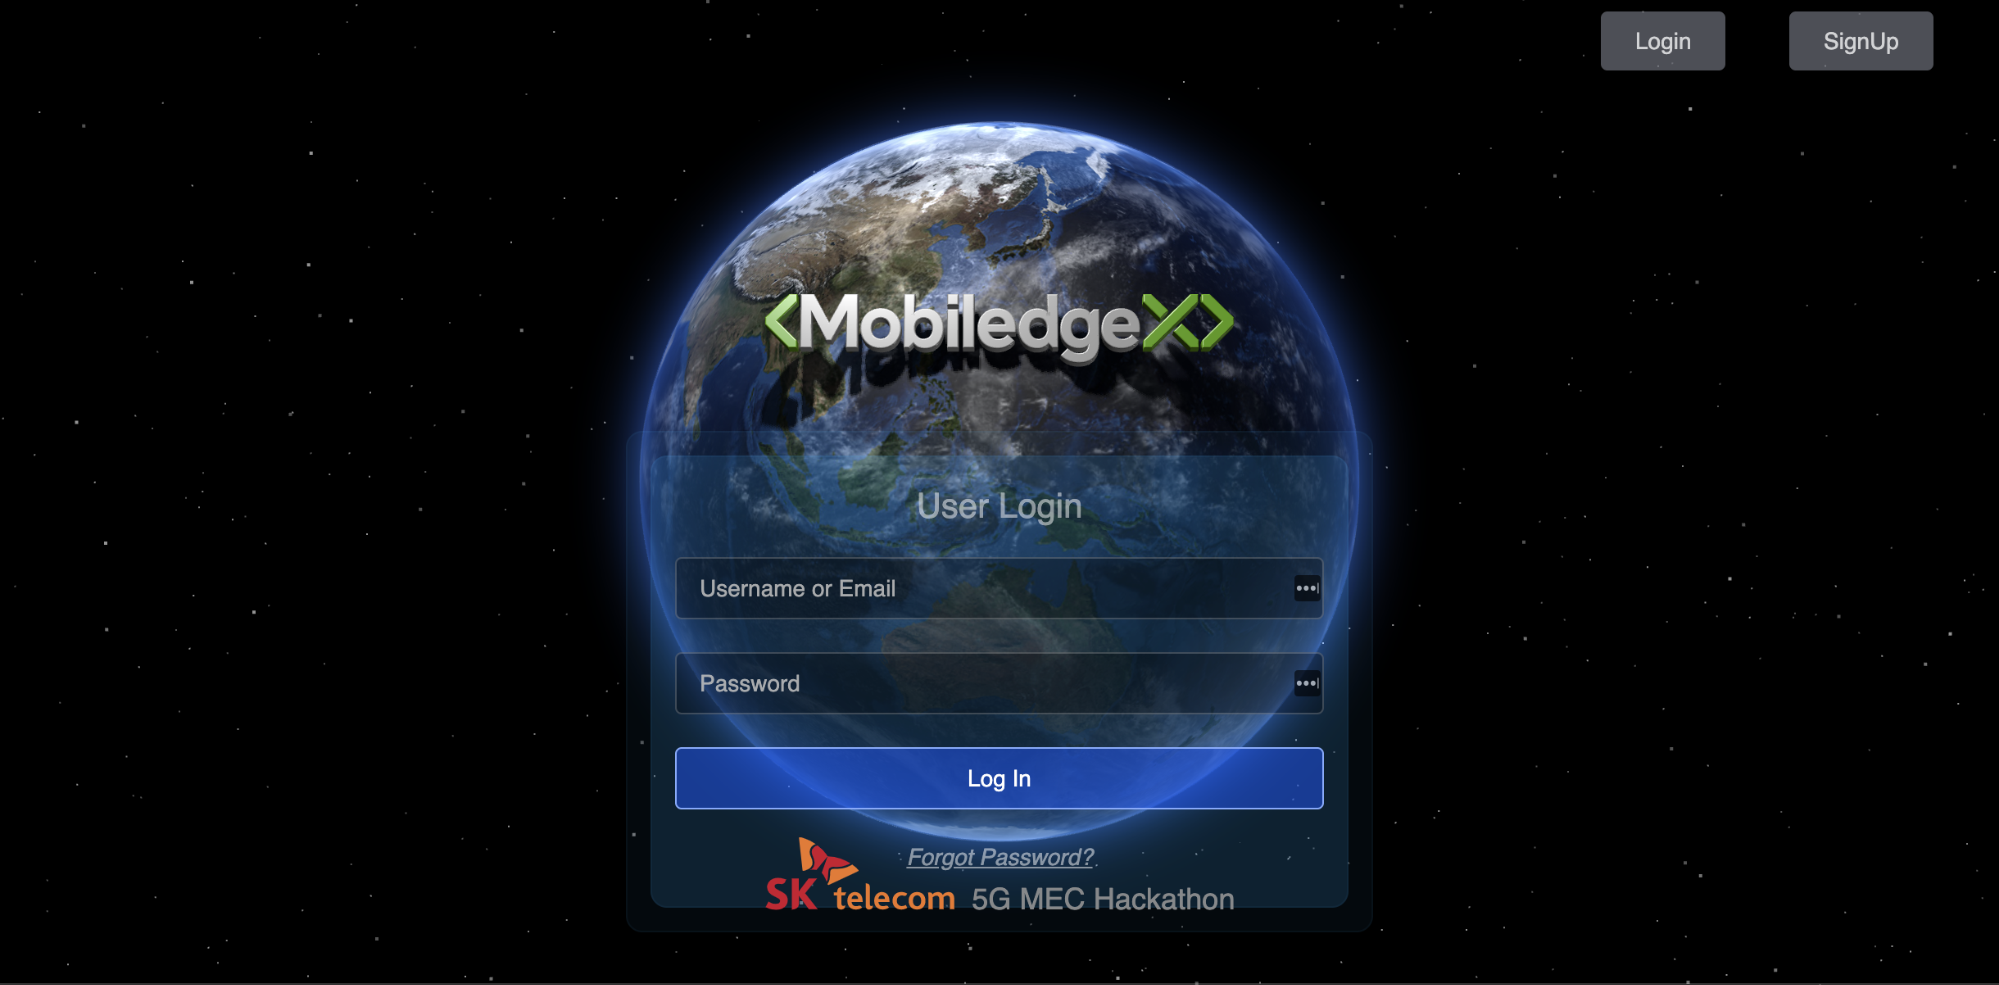 Login
SignUp
<MobiledgeX>
User Login
Username or Email
Password
Log In
Forgot Password?
SK telecom 5G MEC Hackathon